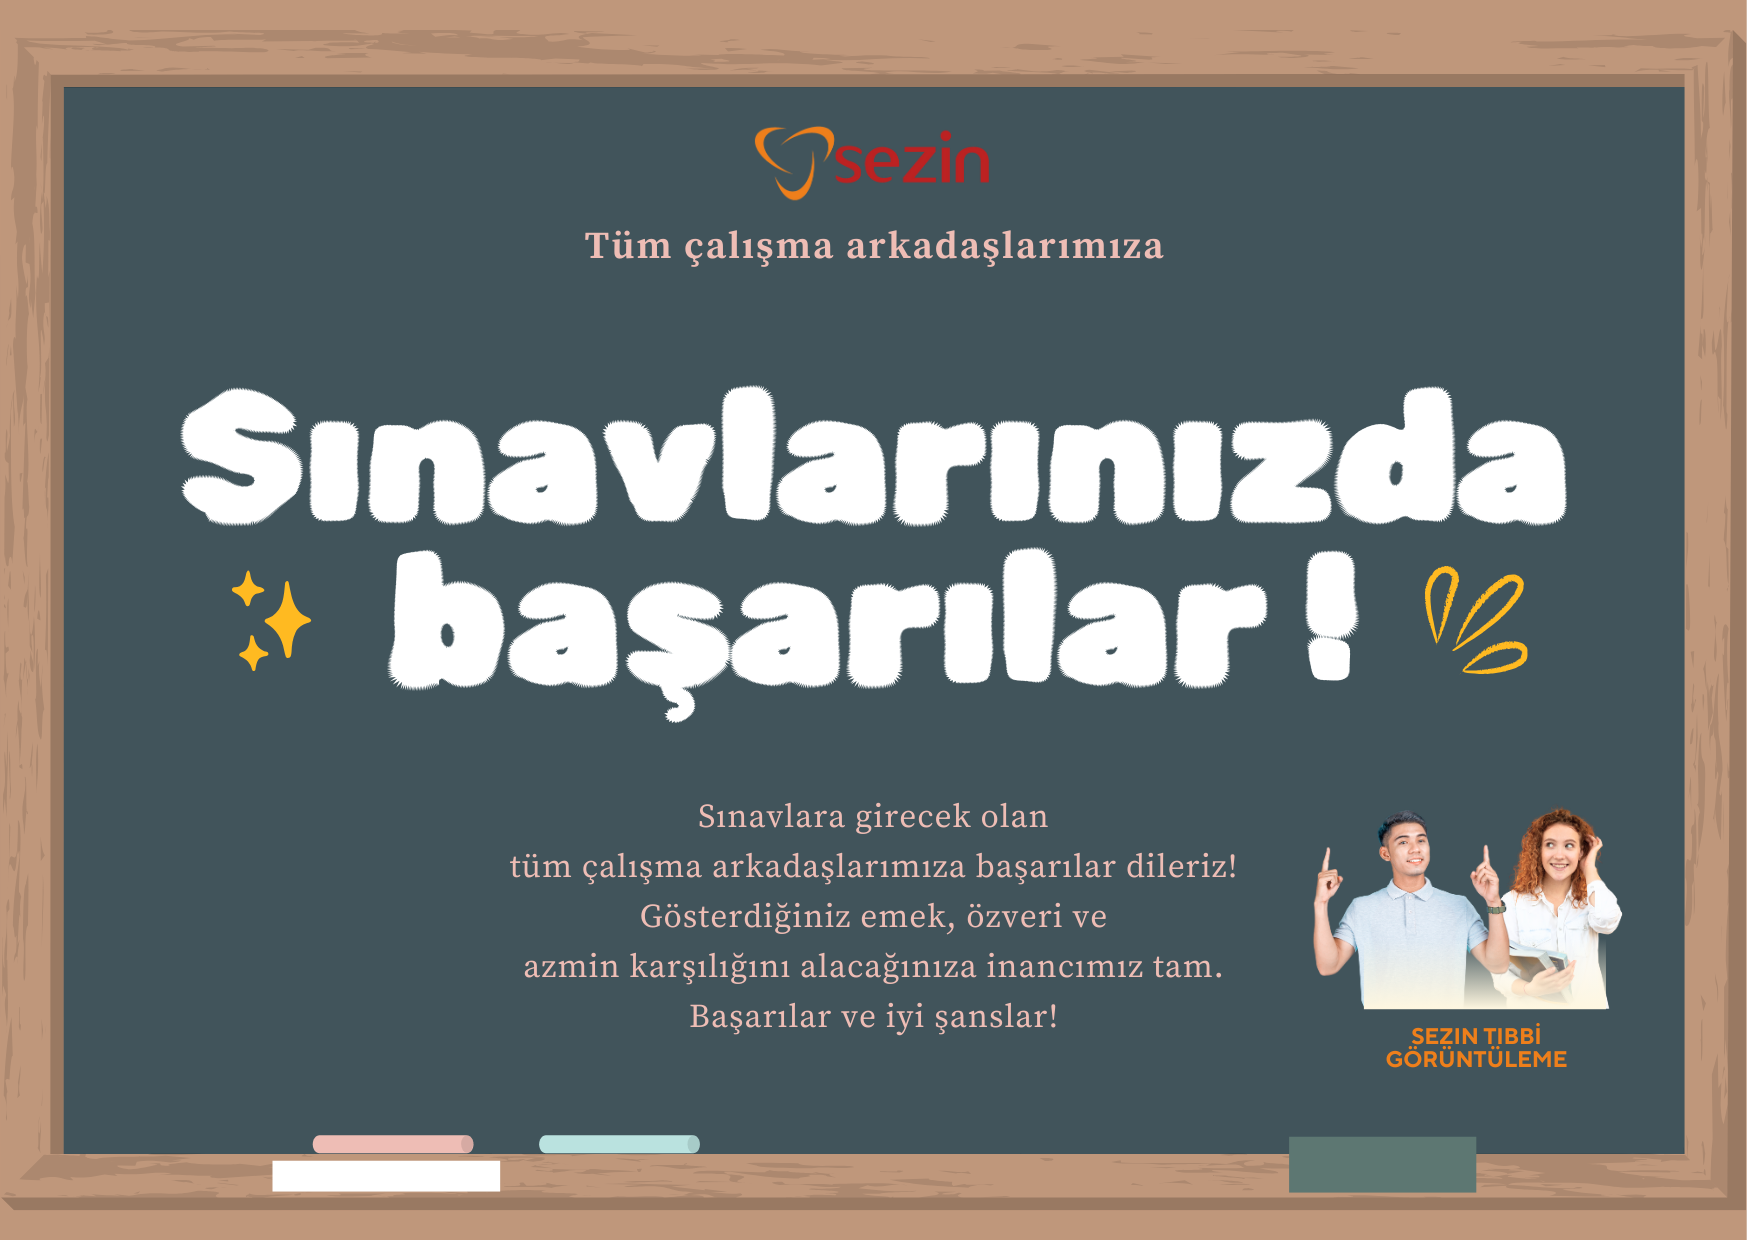 sezin
Tüm çalışma arkadaşlarımıza
Sınavlarınızda
başarılar !
Sınavlara girecek olan
tüm çalışma arkadaşlarımıza başarılar dileriz!
Gösterdiğiniz emek, özveri ve
azmin karşılığını alacağınıza inancımız tam.
Başarılar ve iyi şanslar!
SEZIN TIBBİ
GÖRÜNTÜLEME